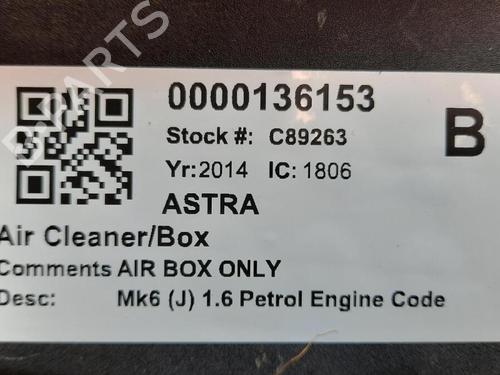 0000136153
Stock #: C89263
B
Yr:2014 IC: 1806
ASTRA
Air Cleaner/Box
Comments AIR BOX ONLY
Desc: Mk6 (J) 1.6 Petrol Engine Code
B-PARTS